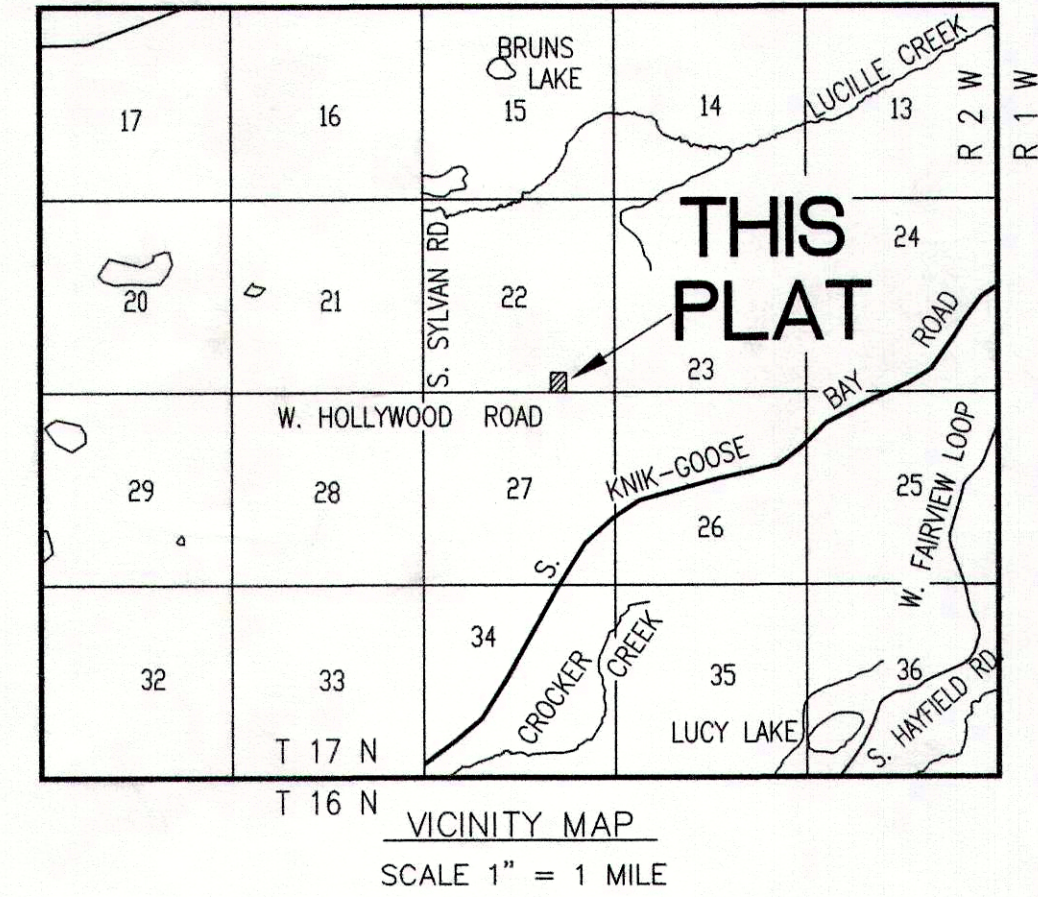 BRUNS
LAKE
17
16
15
14
LUCILLE CREEK
13
R 2 W
R 1 W
THIS
PLAT
20
21
S. SYLVAN RD
22
23
24
W. HOLLYWOOD ROAD
S. KNIK-GOOSE BAY ROAD
29
28
27
26
25
W. FAIRVIEW LOOP
32
33
34
CROCKER CREEK
35
36
LUCY LAKE
S. HAYFIELD RD.
T 17 N
T 16 N
VICINITY MAP
SCALE 1" = 1 MILE